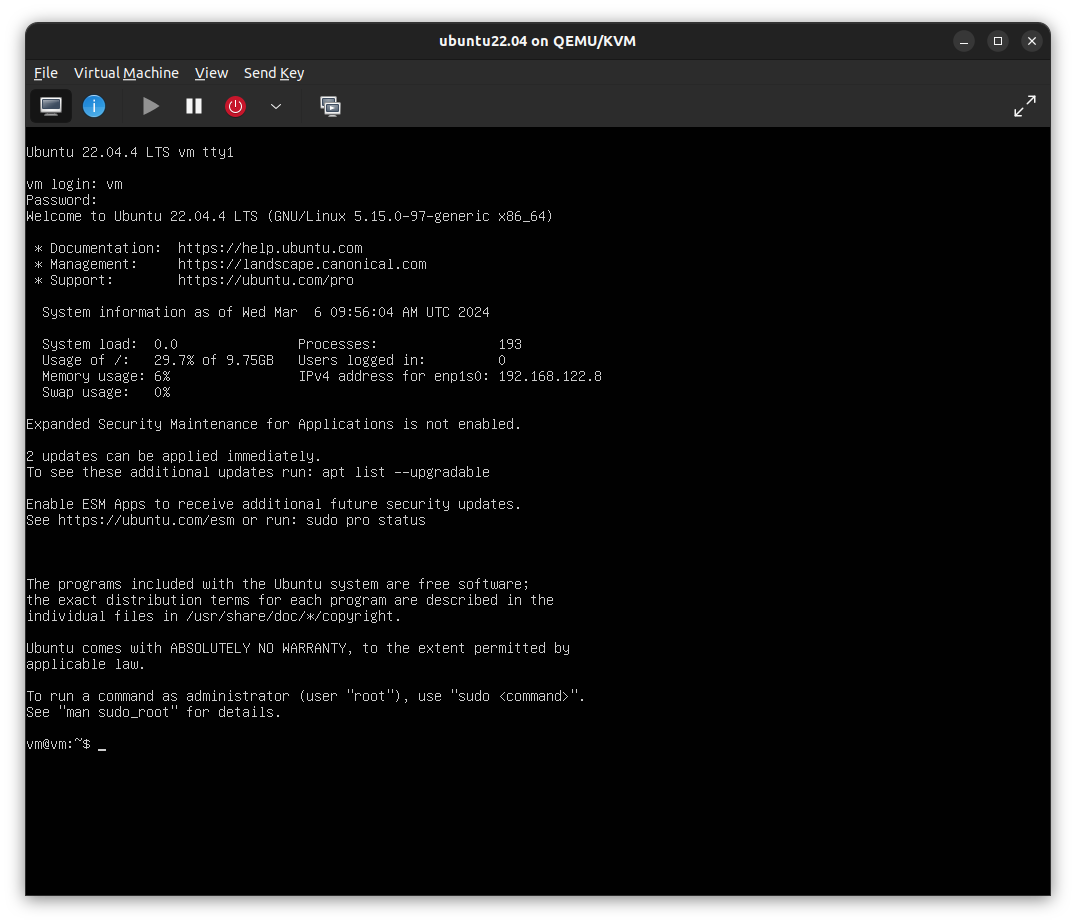 ubuntu22.04 on QEMU/KVM
File Virtual Machine View Send Key
Ubuntu 22.04.4 LTS vm tty1
vm login: vm
Password:
Welcome to Ubuntu 22.04.4 LTS (GNU/Linux 5.15.0-97-generic x86_64)
* Documentation:  https://help.ubuntu.com
* Management:     https://landscape.canonical.com
* Support:        https://ubuntu.com/pro
System information as of Wed Mar  6 09:56:04 AM UTC 2024
System load:  0.0               Processes:               193
Usage of /:   29.7% of 9.75GB   Users logged in:         0
Memory usage: 6%                IPv4 address for enp1s0: 192.168.122.8
Swap usage:   0%
Expanded Security Maintenance for Applications is not enabled.
2 updates can be applied immediately.
To see these additional updates run: apt list --upgradable
Enable ESM Apps to receive additional future security updates.
See https://ubuntu.com/esm or run: sudo pro status
The programs included with the Ubuntu system are free software;
the exact distribution terms for each program are described in the
individual files in /usr/share/doc/*/copyright.
Ubuntu comes with ABSOLUTELY NO WARRANTY, to the extent permitted by
applicable law.
To run a command as administrator (user "root"), use "sudo <command>".
See "man sudo_root" for details.
vm@vm:~$ _